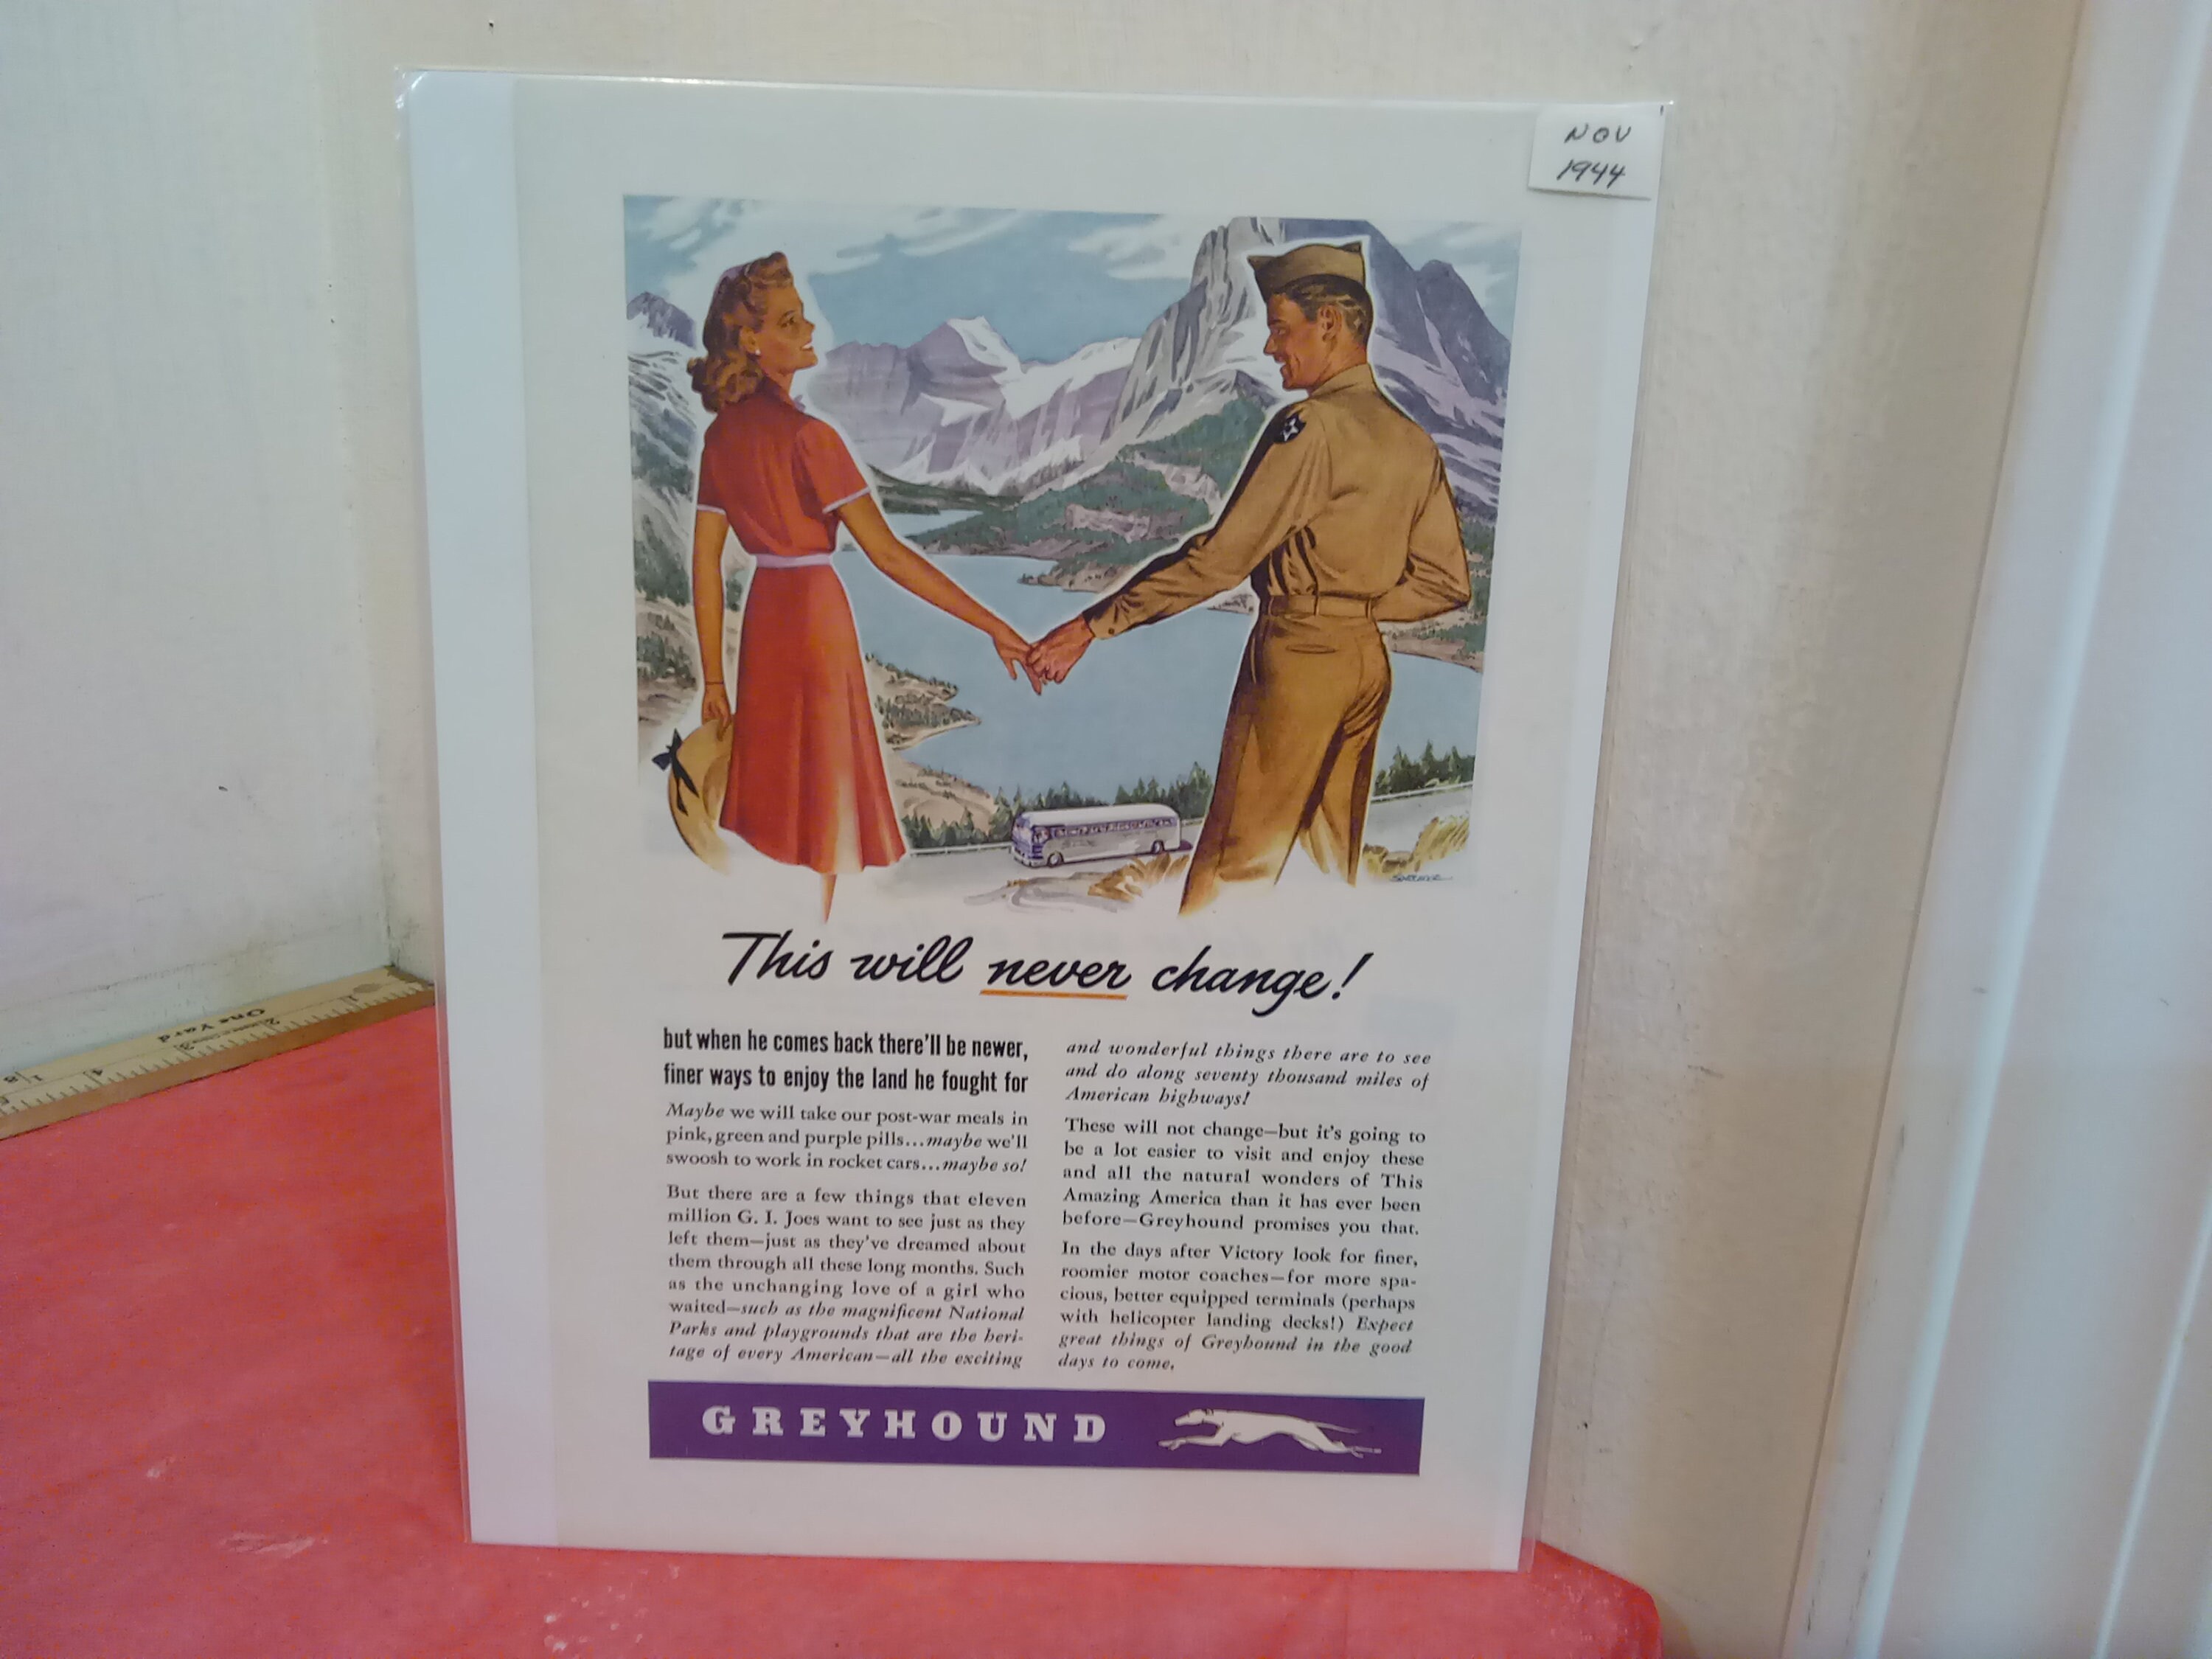 NOV
1944
This will never change!
but when he comes back there'll be newer,
finer ways to enjoy the land he fought for
Maybe we will take our post-war meals in
pink, green and purple pills...maybe we'll
swoosh to work in rocket cars...maybe so!
But there are a few things that eleven
million G. I. Joes want to see just as they
left them—just as they've dreamed about
them through all these long months. Such
as the unchanging love of a girl who
waited—such as the magnificent National
Parks and playgrounds that are the heri-
tage of every American—all the exciting
and wonderful things there are to see
and do along seventy thousand miles of
American highways!
These will not change—but it's going to
be a lot easier to visit and enjoy these
and all the natural wonders of This
Amazing America than it has ever been
before—Greyhound promises you that.
In the days after Victory look for finer,
roomier motor coaches—for more spa-
cious, better equipped terminals (perhaps
with helicopter landing decks!) Expect
great things of Greyhound in the good
days to come.
GREYHOUND
One Yard
1
2
3
4